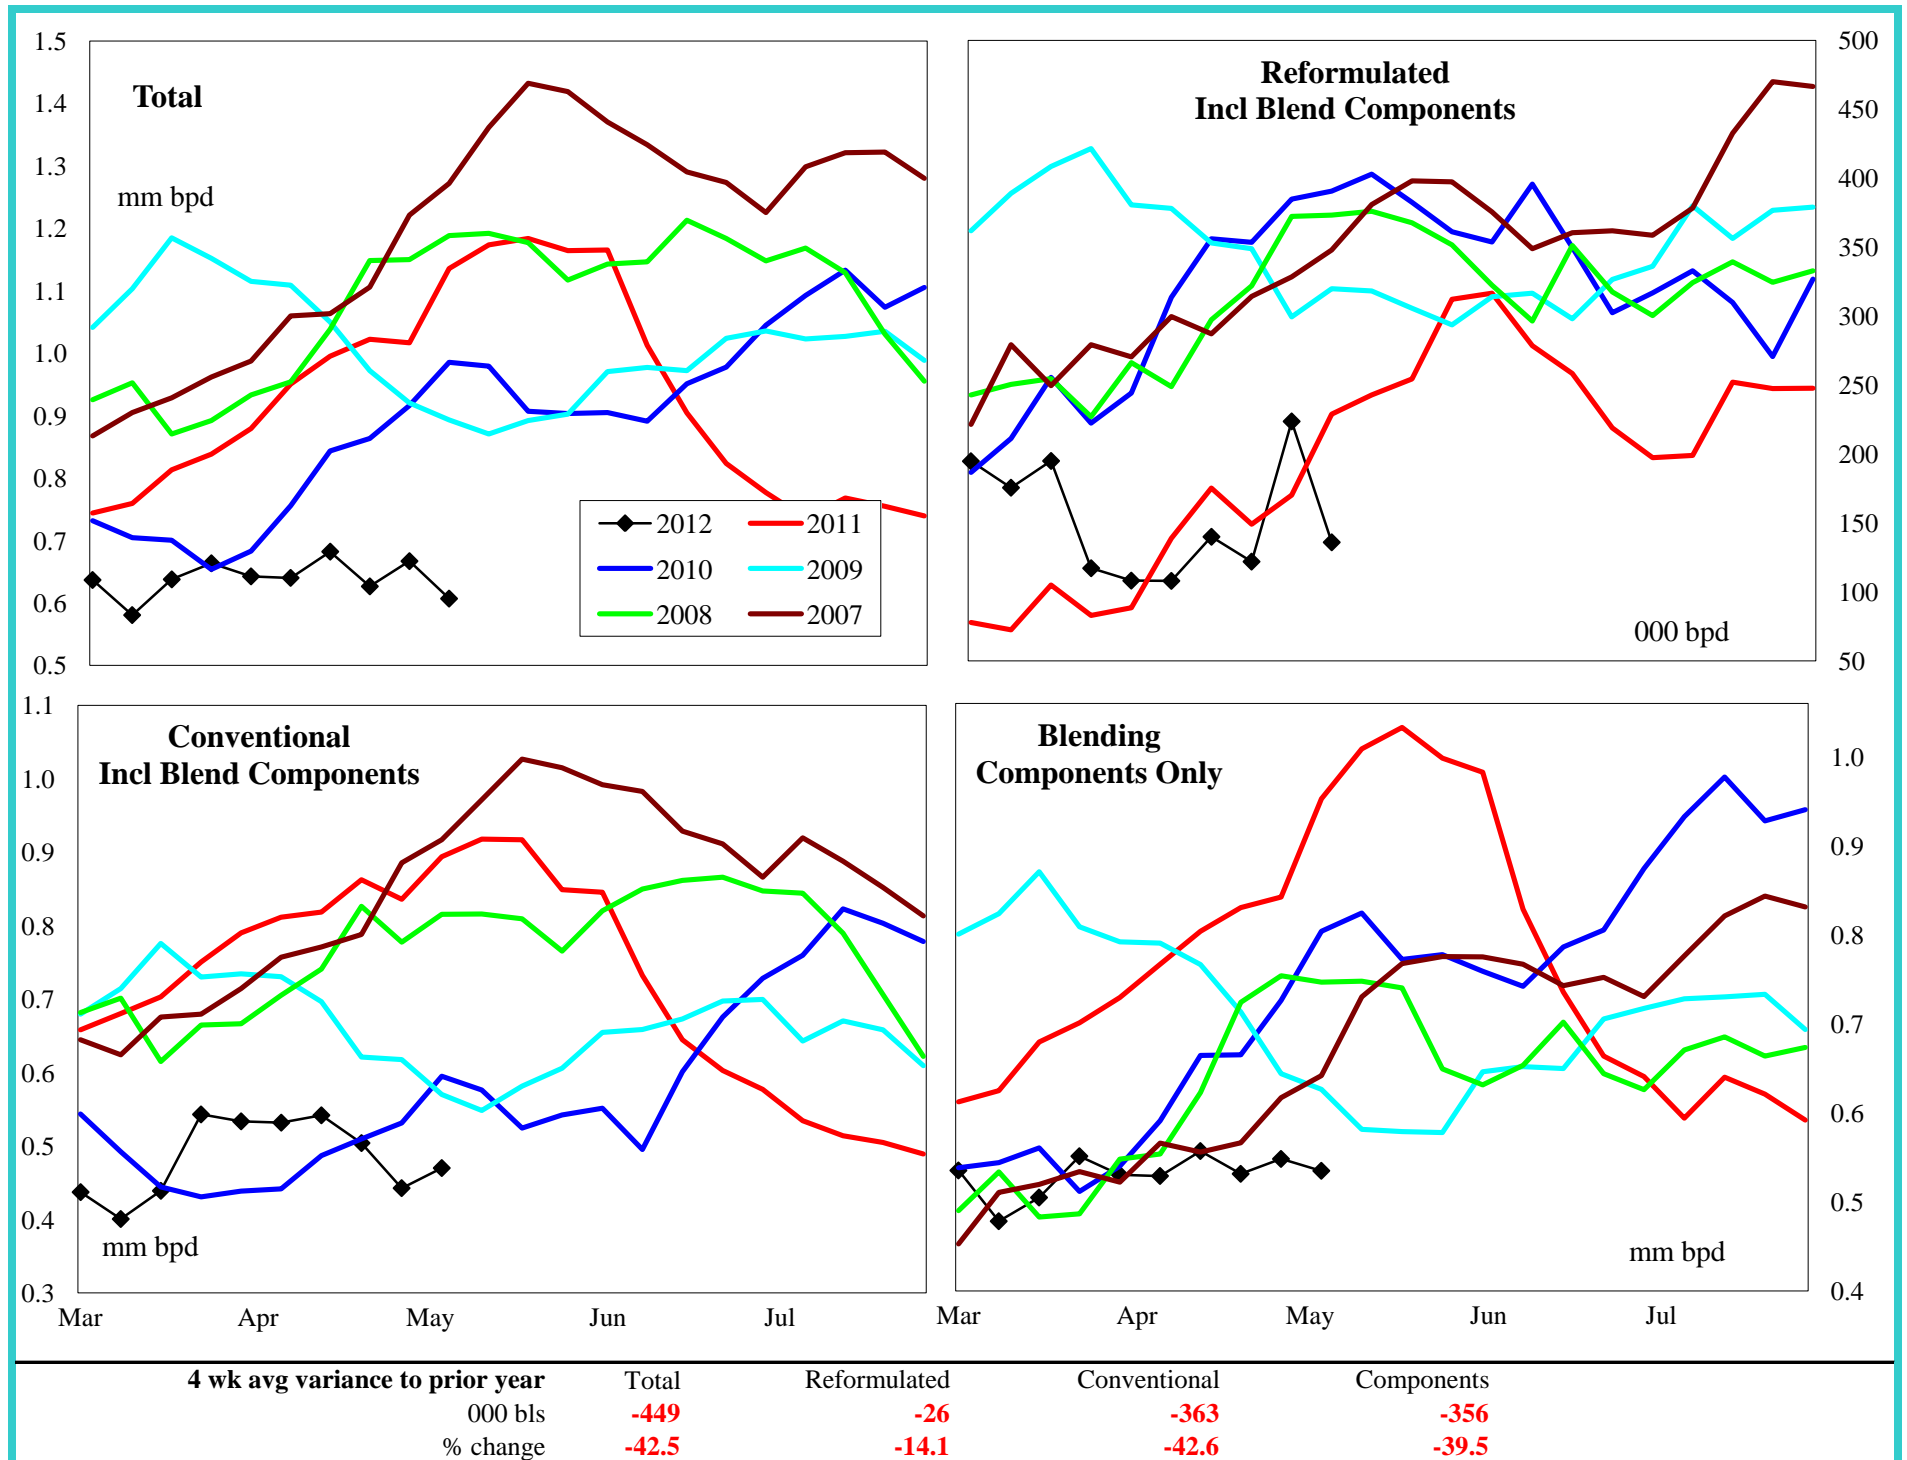 Total
mm bpd
1.5
1.4
1.3
1.2
1.1
1.0
0.9
0.8
0.7
0.6
0.5
2012 2011
2010 2009
2008 2007
Reformulated
Incl Blend Components
000 bpd
500
450
400
350
300
250
200
150
100
50
Conventional
Incl Blend Components
mm bpd
1.1
1.0
0.9
0.8
0.7
0.6
0.5
0.4
0.3
Mar Apr May Jun Jul
Blending
Components Only
mm bpd
1.0
0.9
0.8
0.7
0.6
0.5
0.4
Mar Apr May Jun Jul
4 wk avg variance to prior year Total Reformulated Conventional Components
000 bls -449 -26 -363 -356
% change -42.5 -14.1 -42.6 -39.5